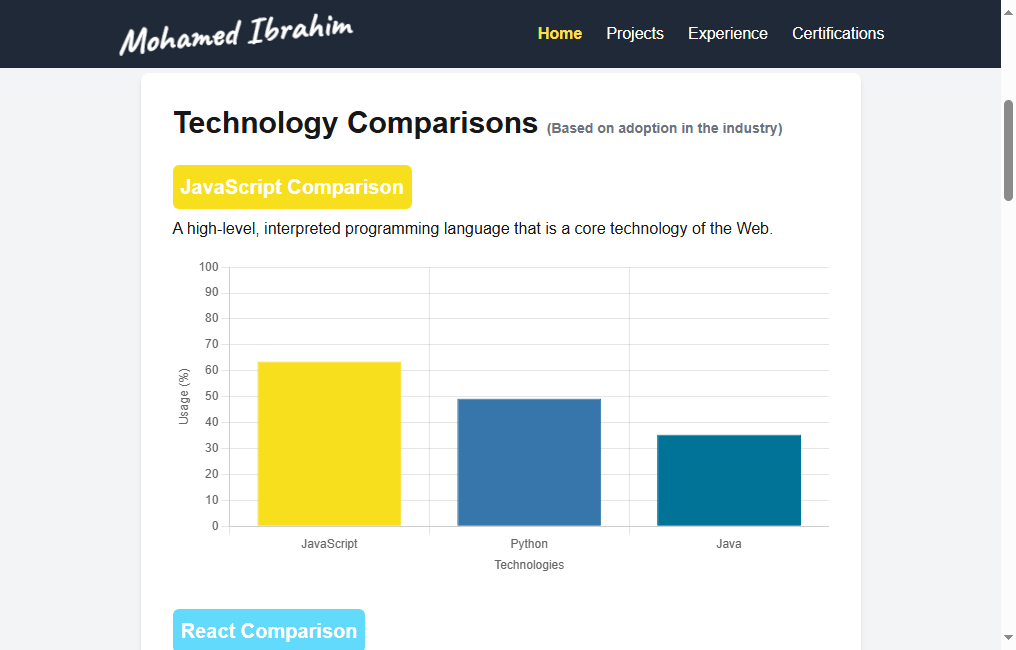 Mohamed Ibrahim
Home Projects Experience Certifications
Technology Comparisons (Based on adoption in the industry)
JavaScript Comparison
A high-level, interpreted programming language that is a core technology of the Web.
100
90
80
70
60
50
40
30
20
10
0
Usage (%)
JavaScript Python Java
Technologies
React Comparison